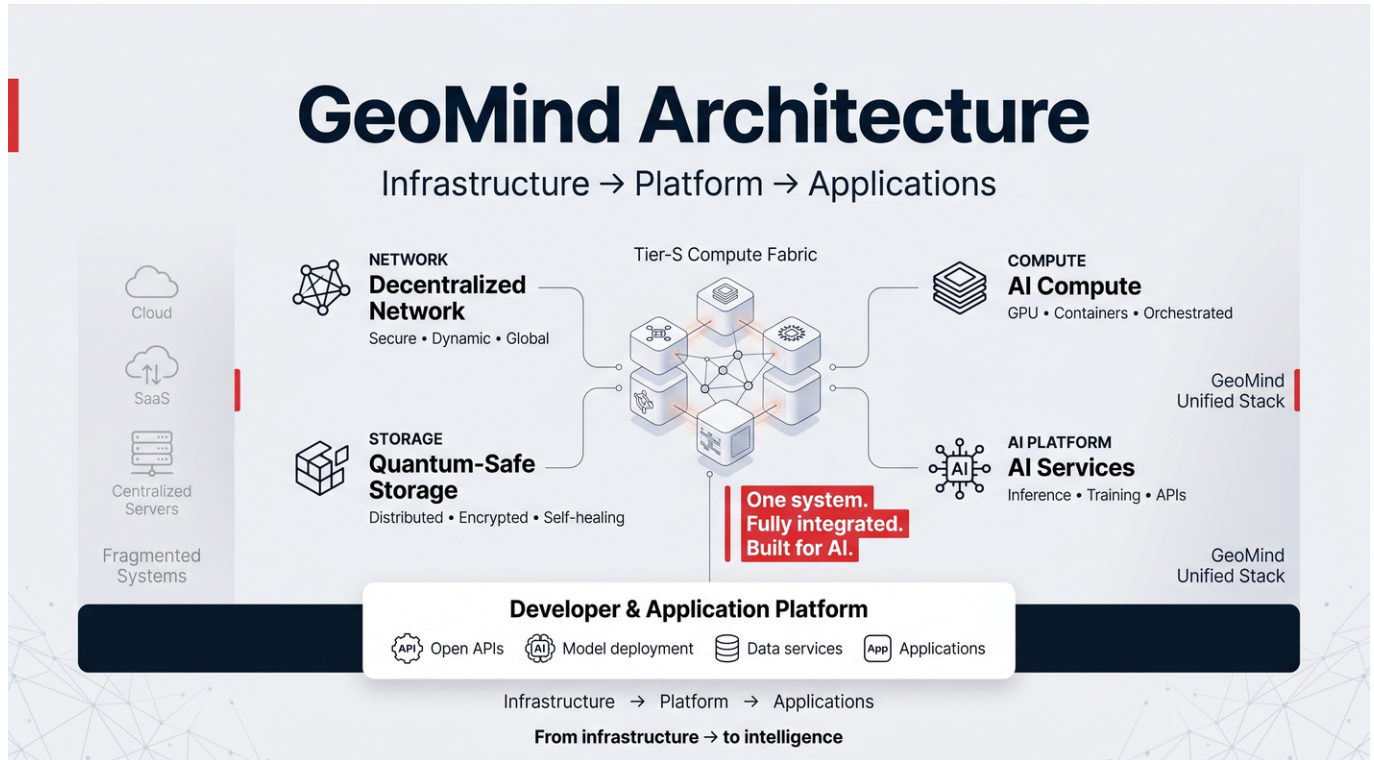 GeoMind Architecture
Infrastructure → Platform → Applications
Cloud
SaaS
Centralized
Servers
Fragmented
Systems
NETWORK
Decentralized
Network
Secure • Dynamic • Global
STORAGE
Quantum-Safe
Storage
Distributed • Encrypted • Self-healing
Tier-S Compute Fabric
One system.
Fully integrated.
Built for AI.
COMPUTE
AI Compute
GPU • Containers • Orchestrated
GeoMind
Unified Stack
AI PLATFORM
AI
AI Services
Inference • Training • APIs
GeoMind
Unified Stack
Developer & Application Platform
API Open APIs
AI Model deployment
Data services
App Applications
Infrastructure → Platform → Applications
From infrastructure → to intelligence